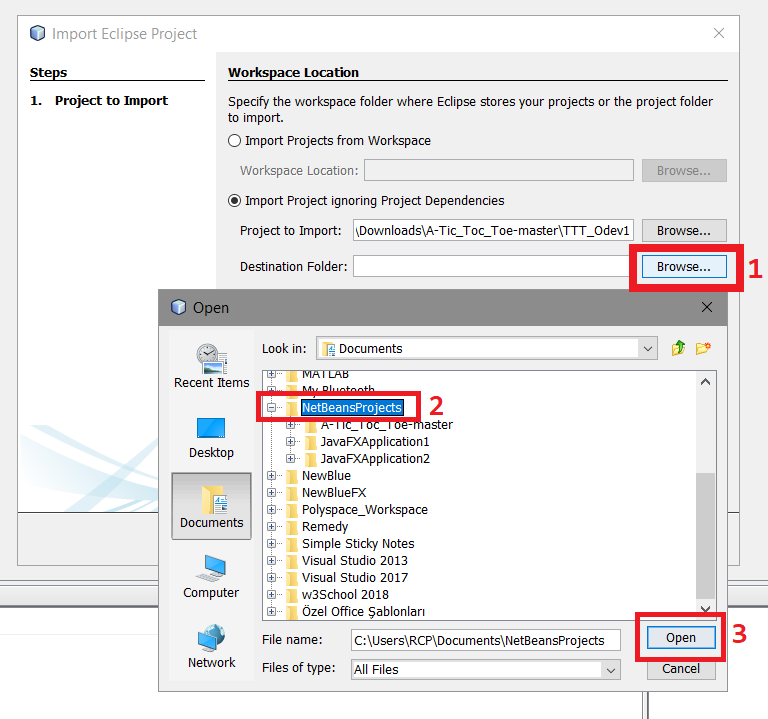 Import Eclipse Project
Steps
1. Project to Import
Workspace Location
Specify the workspace folder where Eclipse stores your projects or the project folder
to import.
Import Projects from Workspace
Workspace Location:
Browse...
Import Project ignoring Project Dependencies
Project to Import:
\Downloads\A-Tic_Toc_Toe-master\TTT_Odev1
Browse...
Destination Folder:
Browse...
1
Open
Look in:
Documents
Recent Items
Desktop
Documents
Computer
Network
MATLAB
My Bluetooth
NetBeansProjects
2
A-Tic_Toc_Toe-master
JavaFXApplication1
JavaFXApplication2
NewBlue
NewBlueFX
Polyspace_Workspace
Remedy
Simple Sticky Notes
Visual Studio 2013
Visual Studio 2017
w3School 2018
Özel Office Şablonları
File name:
C:\Users\RCP\Documents\NetBeansProjects
Open
3
Files of type:
All Files
Cancel